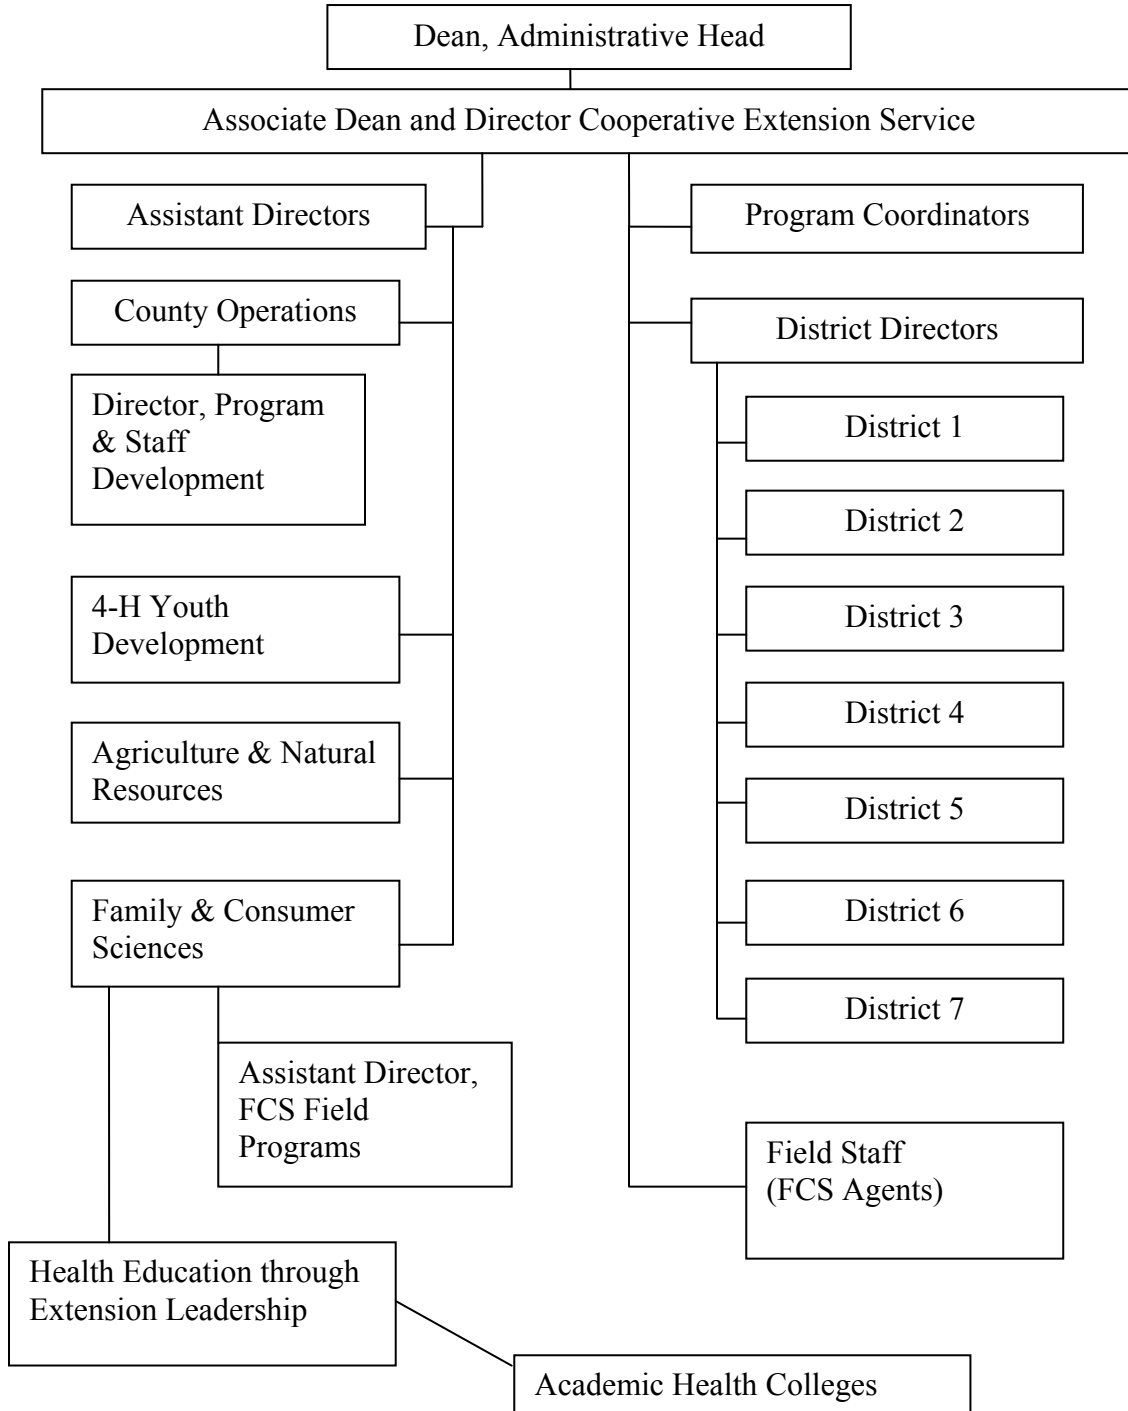 Dean, Administrative Head
Associate Dean and Director Cooperative Extension Service
Assistant Directors
County Operations
Director, Program
& Staff
Development
4-H Youth
Development
Agriculture & Natural
Resources
Family & Consumer
Sciences
Assistant Director,
FCS Field
Programs
Health Education through
Extension Leadership
Academic Health Colleges
Program Coordinators
District Directors
District 1
District 2
District 3
District 4
District 5
District 6
District 7
Field Staff
(FCS Agents)